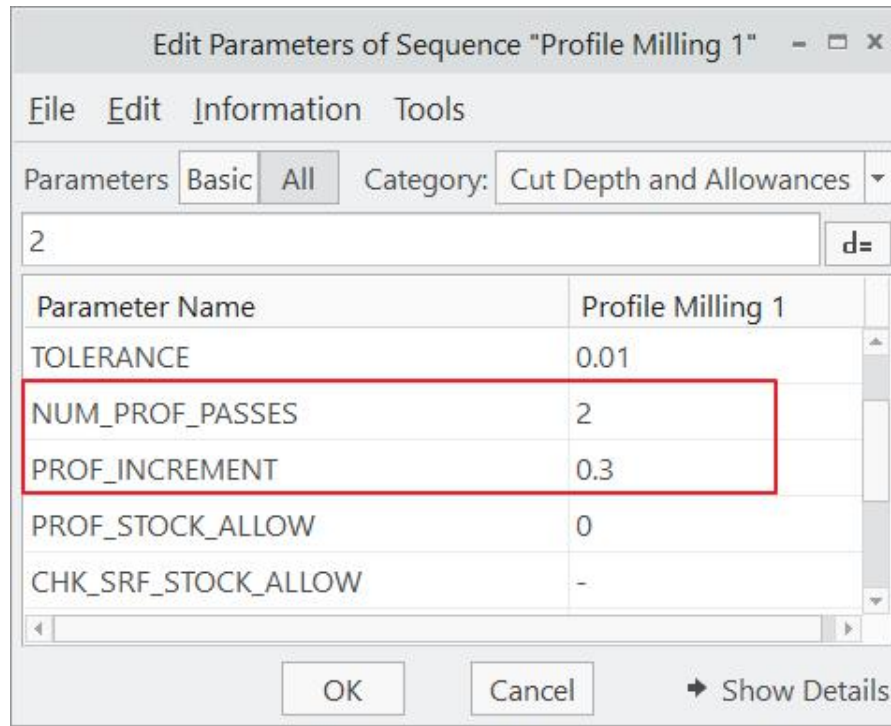 Edit Parameters of Sequence "Profile Milling 1"
File Edit Information Tools
Parameters Basic All Category: Cut Depth and Allowances
2 d=
Parameter Name Profile Milling 1
TOLERANCE 0.01
NUM_PROF_PASSES 2
PROF_INCREMENT 0.3
PROF_STOCK_ALLOW 0
CHK_SRF_STOCK_ALLOW -
OK Cancel Show Details